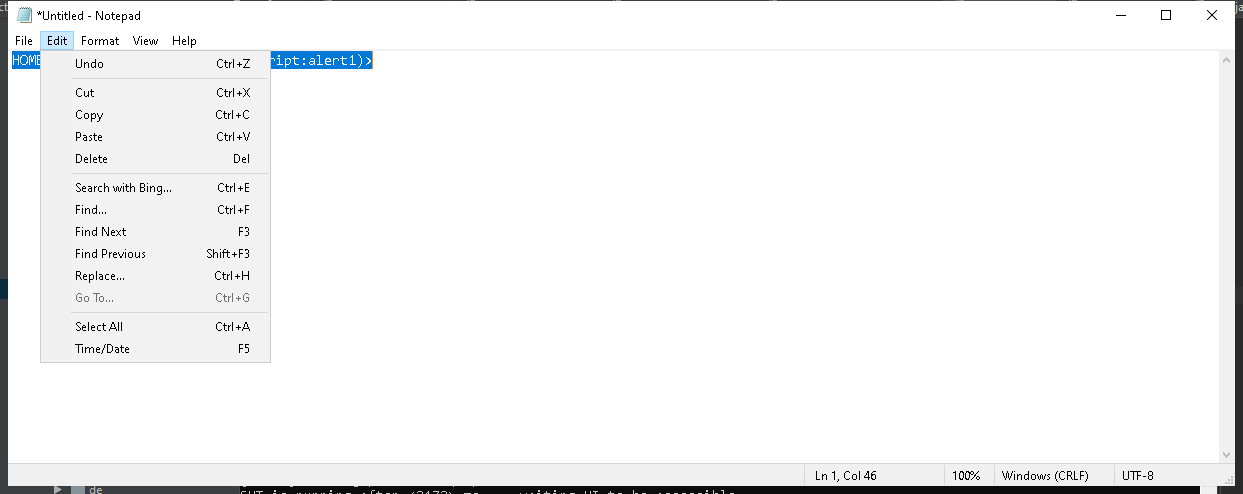 *Untitled - Notepad
File Edit Format View Help
HOME ript:alert1)>
Undo Ctrl+Z
Cut Ctrl+X
Copy Ctrl+C
Paste Ctrl+V
Delete Del
Search with Bing... Ctrl+E
Find... Ctrl+F
Find Next F3
Find Previous Shift+F3
Replace... Ctrl+H
Go To... Ctrl+G
Select All Ctrl+A
Time/Date F5
Ln 1, Col 46 100% Windows (CRLF) UTF-8
de